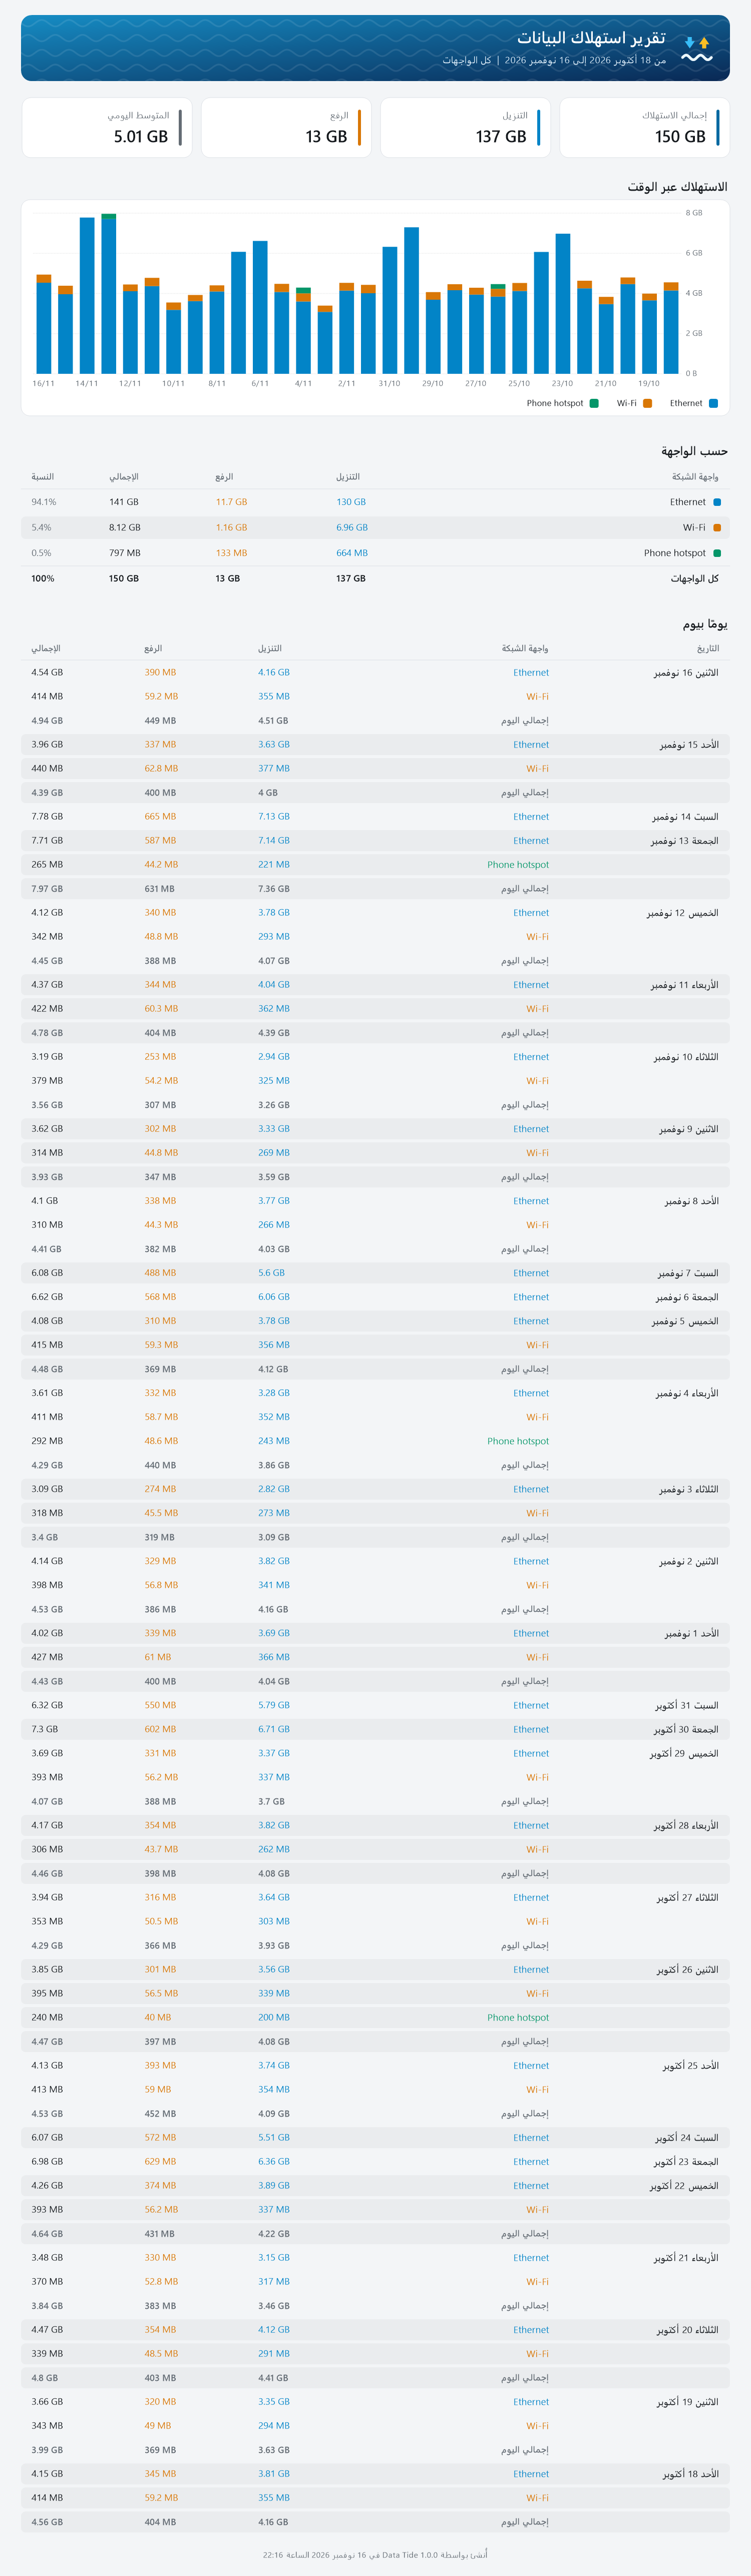 تقرير استهلاك البيانات
من 18 أكتوبر 2026 إلى 16 نوفمبر 2026 | كل الواجهات
إجمالي الاستهلاك
150 GB
التنزيل
137 GB
الرفع
13 GB
المتوسط اليومي
5.01 GB
الاستهلاك عبر الوقت
8 GB
6 GB
4 GB
2 GB
0 B
19/10 21/10 23/10 25/10 27/10 29/10 31/10 2/11 4/11 6/11 8/11 10/11 12/11 14/11 16/11
Ethernet Wi-Fi Phone hotspot
حسب الواجهة
واجهة الشبكة التنزيل الرفع الإجمالي النسبة
Ethernet 130 GB 11.7 GB 141 GB 94.1%
Wi-Fi 6.96 GB 1.16 GB 8.12 GB 5.4%
Phone hotspot 664 MB 133 MB 797 MB 0.5%
كل الواجهات 137 GB 13 GB 150 GB 100%
يومًا بيوم
التاريخ واجهة الشبكة التنزيل الرفع الإجمالي
الاثنين 16 نوفمبر Ethernet 4.16 GB 390 MB 4.54 GB
Wi-Fi 355 MB 59.2 MB 414 MB
إجمالي اليوم 4.51 GB 449 MB 4.94 GB
الأحد 15 نوفمبر Ethernet 3.63 GB 337 MB 3.96 GB
Wi-Fi 377 MB 62.8 MB 440 MB
إجمالي اليوم 4 GB 400 MB 4.39 GB
السبت 14 نوفمبر Ethernet 7.13 GB 665 MB 7.78 GB
الجمعة 13 نوفمبر Ethernet 7.14 GB 587 MB 7.71 GB
Phone hotspot 221 MB 44.2 MB 265 MB
إجمالي اليوم 7.36 GB 631 MB 7.97 GB
الخميس 12 نوفمبر Ethernet 3.78 GB 340 MB 4.12 GB
Wi-Fi 293 MB 48.8 MB 342 MB
إجمالي اليوم 4.07 GB 388 MB 4.45 GB
الأربعاء 11 نوفمبر Ethernet 4.04 GB 344 MB 4.37 GB
Wi-Fi 362 MB 60.3 MB 422 MB
إجمالي اليوم 4.39 GB 404 MB 4.78 GB
الثلاثاء 10 نوفمبر Ethernet 2.94 GB 253 MB 3.19 GB
Wi-Fi 325 MB 54.2 MB 379 MB
إجمالي اليوم 3.26 GB 307 MB 3.56 GB
الاثنين 9 نوفمبر Ethernet 3.33 GB 302 MB 3.62 GB
Wi-Fi 269 MB 44.8 MB 314 MB
إجمالي اليوم 3.59 GB 347 MB 3.93 GB
الأحد 8 نوفمبر Ethernet 3.77 GB 338 MB 4.1 GB
Wi-Fi 266 MB 44.3 MB 310 MB
إجمالي اليوم 4.03 GB 382 MB 4.41 GB
السبت 7 نوفمبر Ethernet 5.6 GB 488 MB 6.08 GB
الجمعة 6 نوفمبر Ethernet 6.06 GB 568 MB 6.62 GB
الخميس 5 نوفمبر Ethernet 3.78 GB 310 MB 4.08 GB
Wi-Fi 356 MB 59.3 MB 415 MB
إجمالي اليوم 4.12 GB 369 MB 4.48 GB
الأربعاء 4 نوفمبر Ethernet 3.28 GB 332 MB 3.61 GB
Wi-Fi 352 MB 58.7 MB 411 MB
Phone hotspot 243 MB 48.6 MB 292 MB
إجمالي اليوم 3.86 GB 440 MB 4.29 GB
الثلاثاء 3 نوفمبر Ethernet 2.82 GB 274 MB 3.09 GB
Wi-Fi 273 MB 45.5 MB 318 MB
إجمالي اليوم 3.09 GB 319 MB 3.4 GB
الاثنين 2 نوفمبر Ethernet 3.82 GB 329 MB 4.14 GB
Wi-Fi 341 MB 56.8 MB 398 MB
إجمالي اليوم 4.16 GB 386 MB 4.53 GB
الأحد 1 نوفمبر Ethernet 3.69 GB 339 MB 4.02 GB
Wi-Fi 366 MB 61 MB 427 MB
إجمالي اليوم 4.04 GB 400 MB 4.43 GB
السبت 31 أكتوبر Ethernet 5.79 GB 550 MB 6.32 GB
الجمعة 30 أكتوبر Ethernet 6.71 GB 602 MB 7.3 GB
الخميس 29 أكتوبر Ethernet 3.37 GB 331 MB 3.69 GB
Wi-Fi 337 MB 56.2 MB 393 MB
إجمالي اليوم 3.7 GB 388 MB 4.07 GB
الأربعاء 28 أكتوبر Ethernet 3.82 GB 354 MB 4.17 GB
Wi-Fi 262 MB 43.7 MB 306 MB
إجمالي اليوم 4.08 GB 398 MB 4.46 GB
الثلاثاء 27 أكتوبر Ethernet 3.64 GB 316 MB 3.94 GB
Wi-Fi 303 MB 50.5 MB 353 MB
إجمالي اليوم 3.93 GB 366 MB 4.29 GB
الاثنين 26 أكتوبر Ethernet 3.56 GB 301 MB 3.85 GB
Wi-Fi 339 MB 56.5 MB 395 MB
Phone hotspot 200 MB 40 MB 240 MB
إجمالي اليوم 4.08 GB 397 MB 4.47 GB
الأحد 25 أكتوبر Ethernet 3.74 GB 393 MB 4.13 GB
Wi-Fi 354 MB 59 MB 413 MB
إجمالي اليوم 4.09 GB 452 MB 4.53 GB
السبت 24 أكتوبر Ethernet 5.51 GB 572 MB 6.07 GB
الجمعة 23 أكتوبر Ethernet 6.36 GB 629 MB 6.98 GB
الخميس 22 أكتوبر Ethernet 3.89 GB 374 MB 4.26 GB
Wi-Fi 337 MB 56.2 MB 393 MB
إجمالي اليوم 4.22 GB 431 MB 4.64 GB
الأربعاء 21 أكتوبر Ethernet 3.15 GB 330 MB 3.48 GB
Wi-Fi 317 MB 52.8 MB 370 MB
إجمالي اليوم 3.46 GB 383 MB 3.84 GB
الثلاثاء 20 أكتوبر Ethernet 4.12 GB 354 MB 4.47 GB
Wi-Fi 291 MB 48.5 MB 339 MB
إجمالي اليوم 4.41 GB 403 MB 4.8 GB
الاثنين 19 أكتوبر Ethernet 3.35 GB 320 MB 3.66 GB
Wi-Fi 294 MB 49 MB 343 MB
إجمالي اليوم 3.63 GB 369 MB 3.99 GB
الأحد 18 أكتوبر Ethernet 3.81 GB 345 MB 4.15 GB
Wi-Fi 355 MB 59.2 MB 414 MB
إجمالي اليوم 4.16 GB 404 MB 4.56 GB
أُنشئ بواسطة Data Tide 1.0.0 في 16 نوفمبر 2026 الساعة 22:16